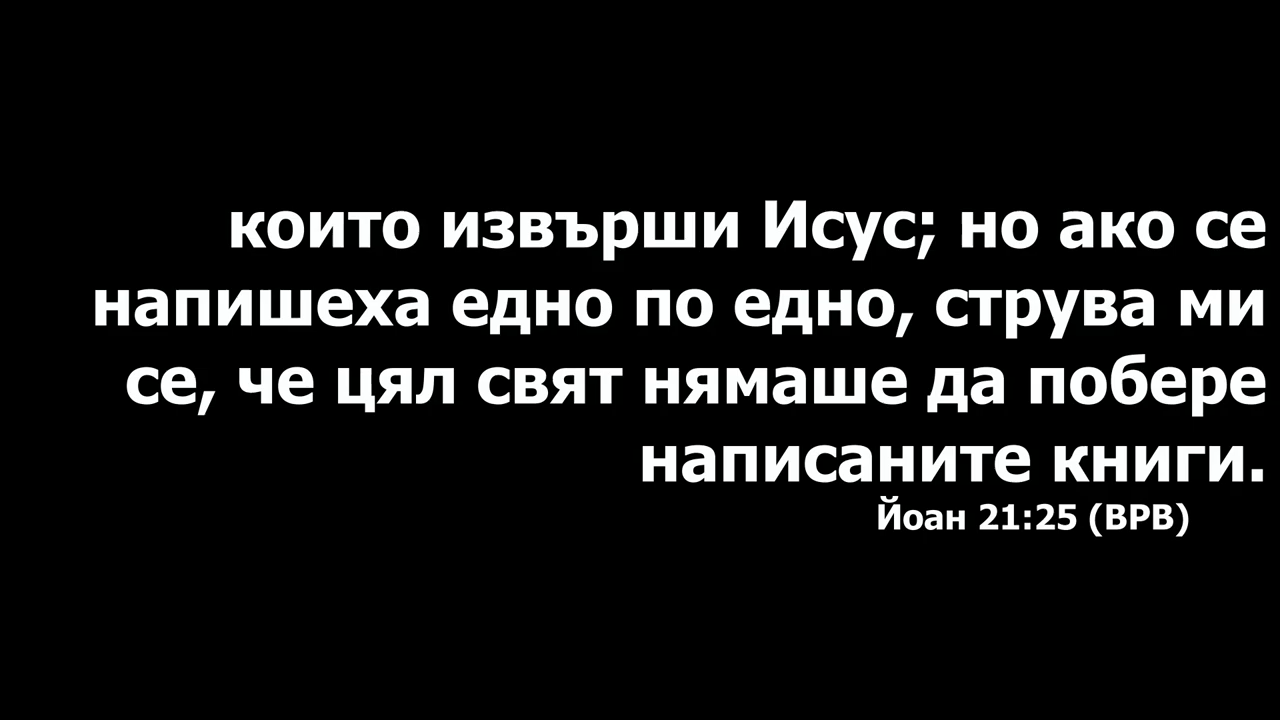 които извърши Исус; но ако се
напишеха едно по едно, струва ми
се, че цял свят нямаше да побере
написаните книги.
Йоан 21:25 (ВРВ)